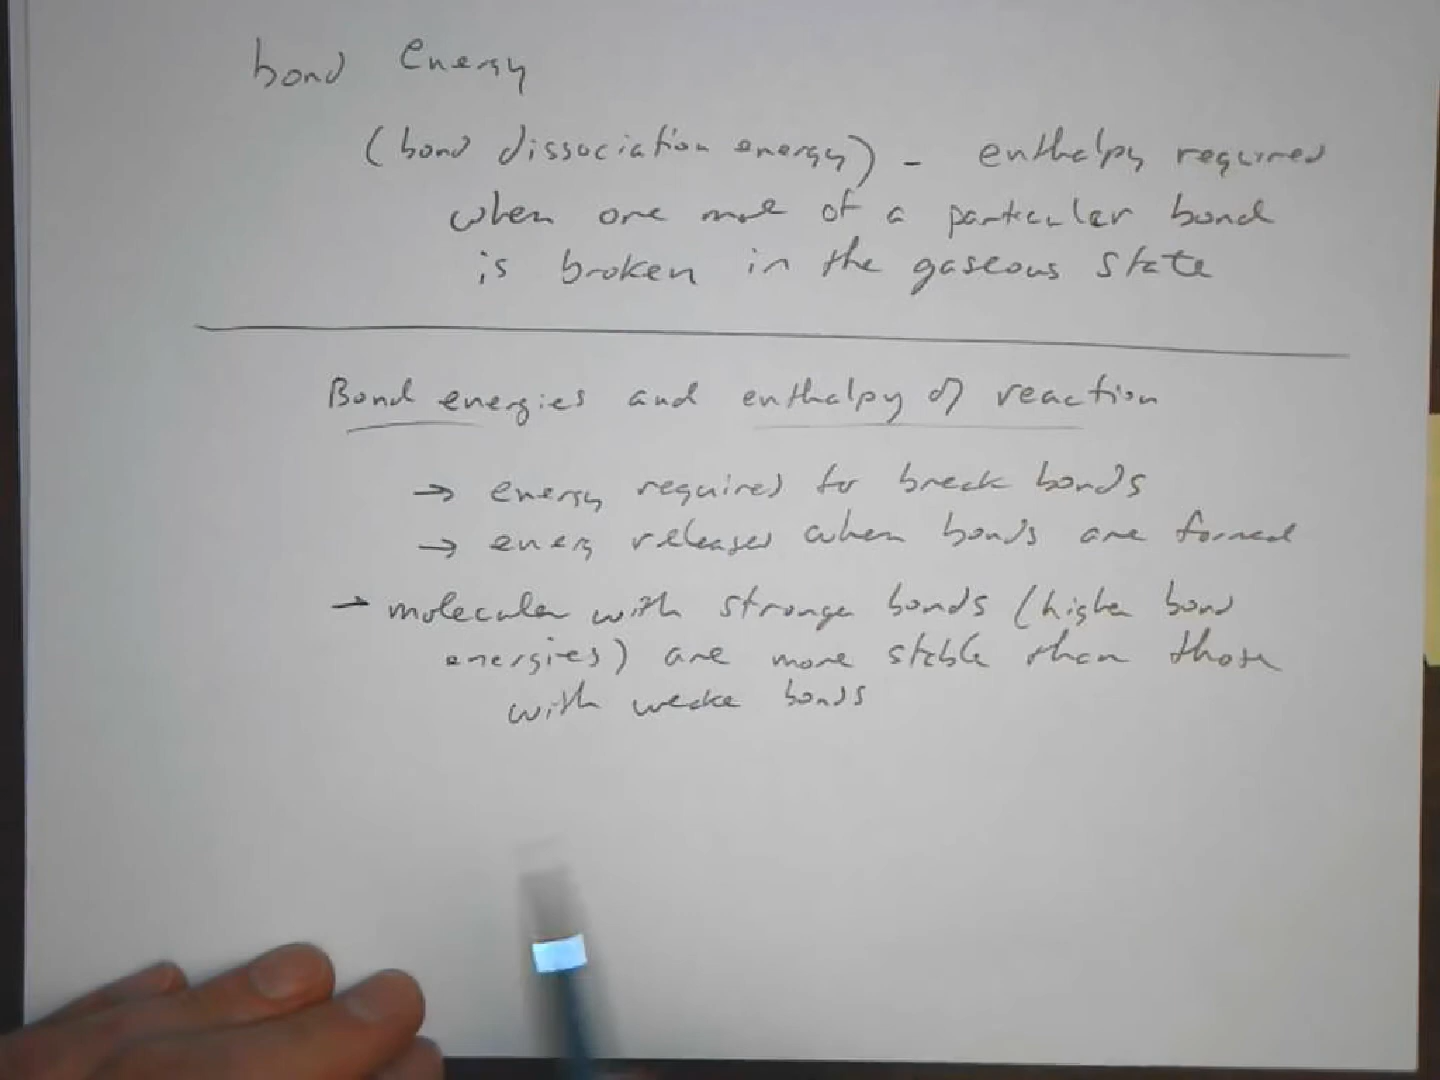 bond energy
(bond dissociation energy) - enthalpy required
when one mole of a particular bond
is broken in the gaseous state
Bond energies and enthalpy of reaction
→ energy required to break bonds
→ energ releases when bonds are formed
→ molecules with stronger bonds (higher bond
energies) are more stable than those
with weaker bonds